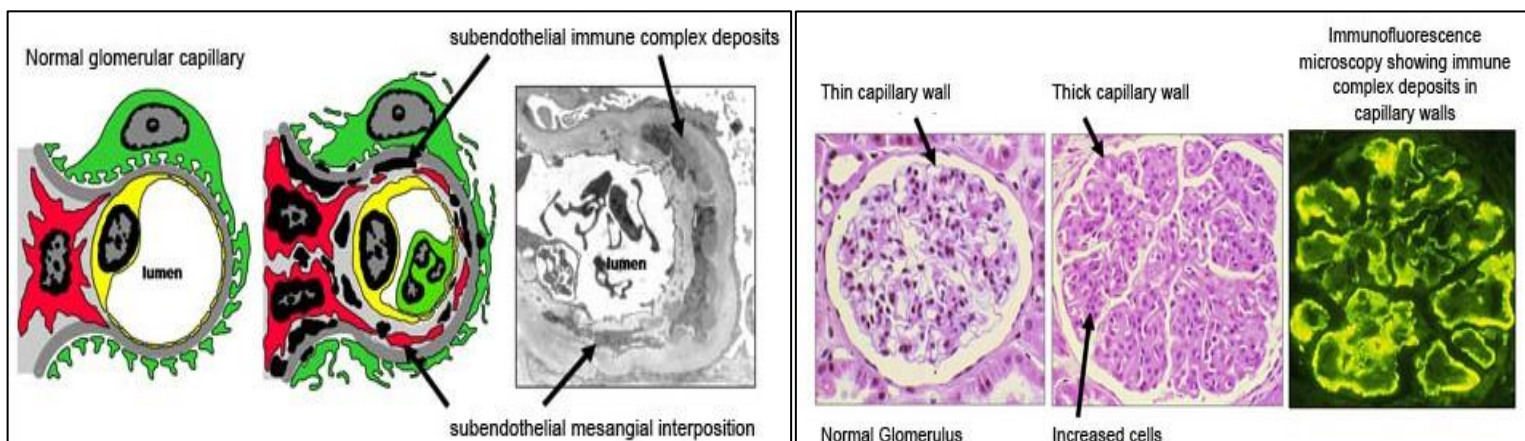 subendothelial immune complex deposits
Normal glomerular capillary
lumen
lumen
subendothelial mesangial interposition
Immunofluorescence
microscopy showing immune
complex deposits in
capillary walls
Thin capillary wall
Thick capillary wall
Normal Glomerulus
Increased cells